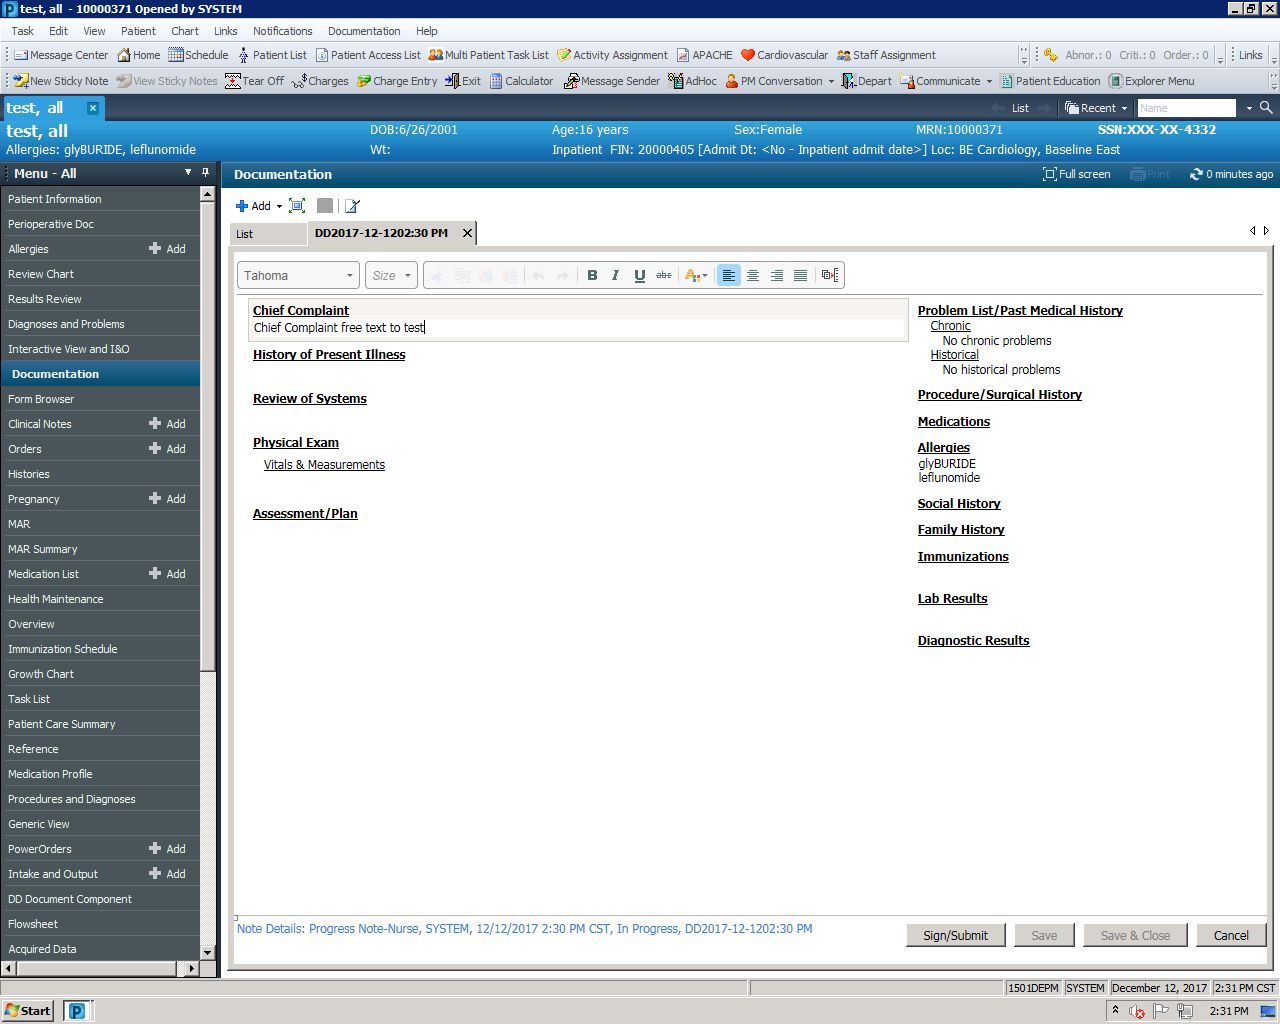 test, all - 10000371 Opened by SYSTEM
Task Edit View Patient Chart Links Notifications Documentation Help
Message Center Home Schedule Patient List Patient Access List Multi Patient Task List Activity Assignment APACHE Cardiovascular Staff Assignment Abnor.: 0 Criti.: 0 Order.: 0 Links
New Sticky Note View Sticky Notes Tear Off Charges Charge Entry Exit Calculator Message Sender AdHoc PM Conversation Depart Communicate Patient Education Explorer Menu
test, all List Recent Name
test, all DOB:6/26/2001 Age:16 years Sex:Female MRN:10000371 SSN:XXX-XX-4332
Allergies: glyBURIDE, leflunomide Wt: Inpatient FIN: 20000405 [Admit Dt: <No - Inpatient admit date>] Loc: BE Cardiology, Baseline East
Menu - All
Patient Information
Perioperative Doc
Allergies Add
Review Chart
Results Review
Diagnoses and Problems
Interactive View and I&O
Documentation
Form Browser
Clinical Notes Add
Orders Add
Histories
Pregnancy Add
MAR
MAR Summary
Medication List Add
Health Maintenance
Overview
Immunization Schedule
Growth Chart
Task List
Patient Care Summary
Reference
Medication Profile
Procedures and Diagnoses
Generic View
PowerOrders Add
Intake and Output Add
DD Document Component
Flowsheet
Acquired Data
Documentation Full screen Print 0 minutes ago
Add
List DD2017-12-1202:30 PM
Tahoma Size B I U abc A
Chief Complaint
Chief Complaint free text to test
History of Present Illness
Review of Systems
Physical Exam
Vitals & Measurements
Assessment/Plan
Problem List/Past Medical History
Chronic
No chronic problems
Historical
No historical problems
Procedure/Surgical History
Medications
Allergies
glyBURIDE
leflunomide
Social History
Family History
Immunizations
Lab Results
Diagnostic Results
Note Details: Progress Note-Nurse, SYSTEM, 12/12/2017 2:30 PM CST, In Progress, DD2017-12-1202:30 PM
Sign/Submit Save Save & Close Cancel
1501DEPM SYSTEM December 12, 2017 2:31 PM CST
Start 2:31 PM